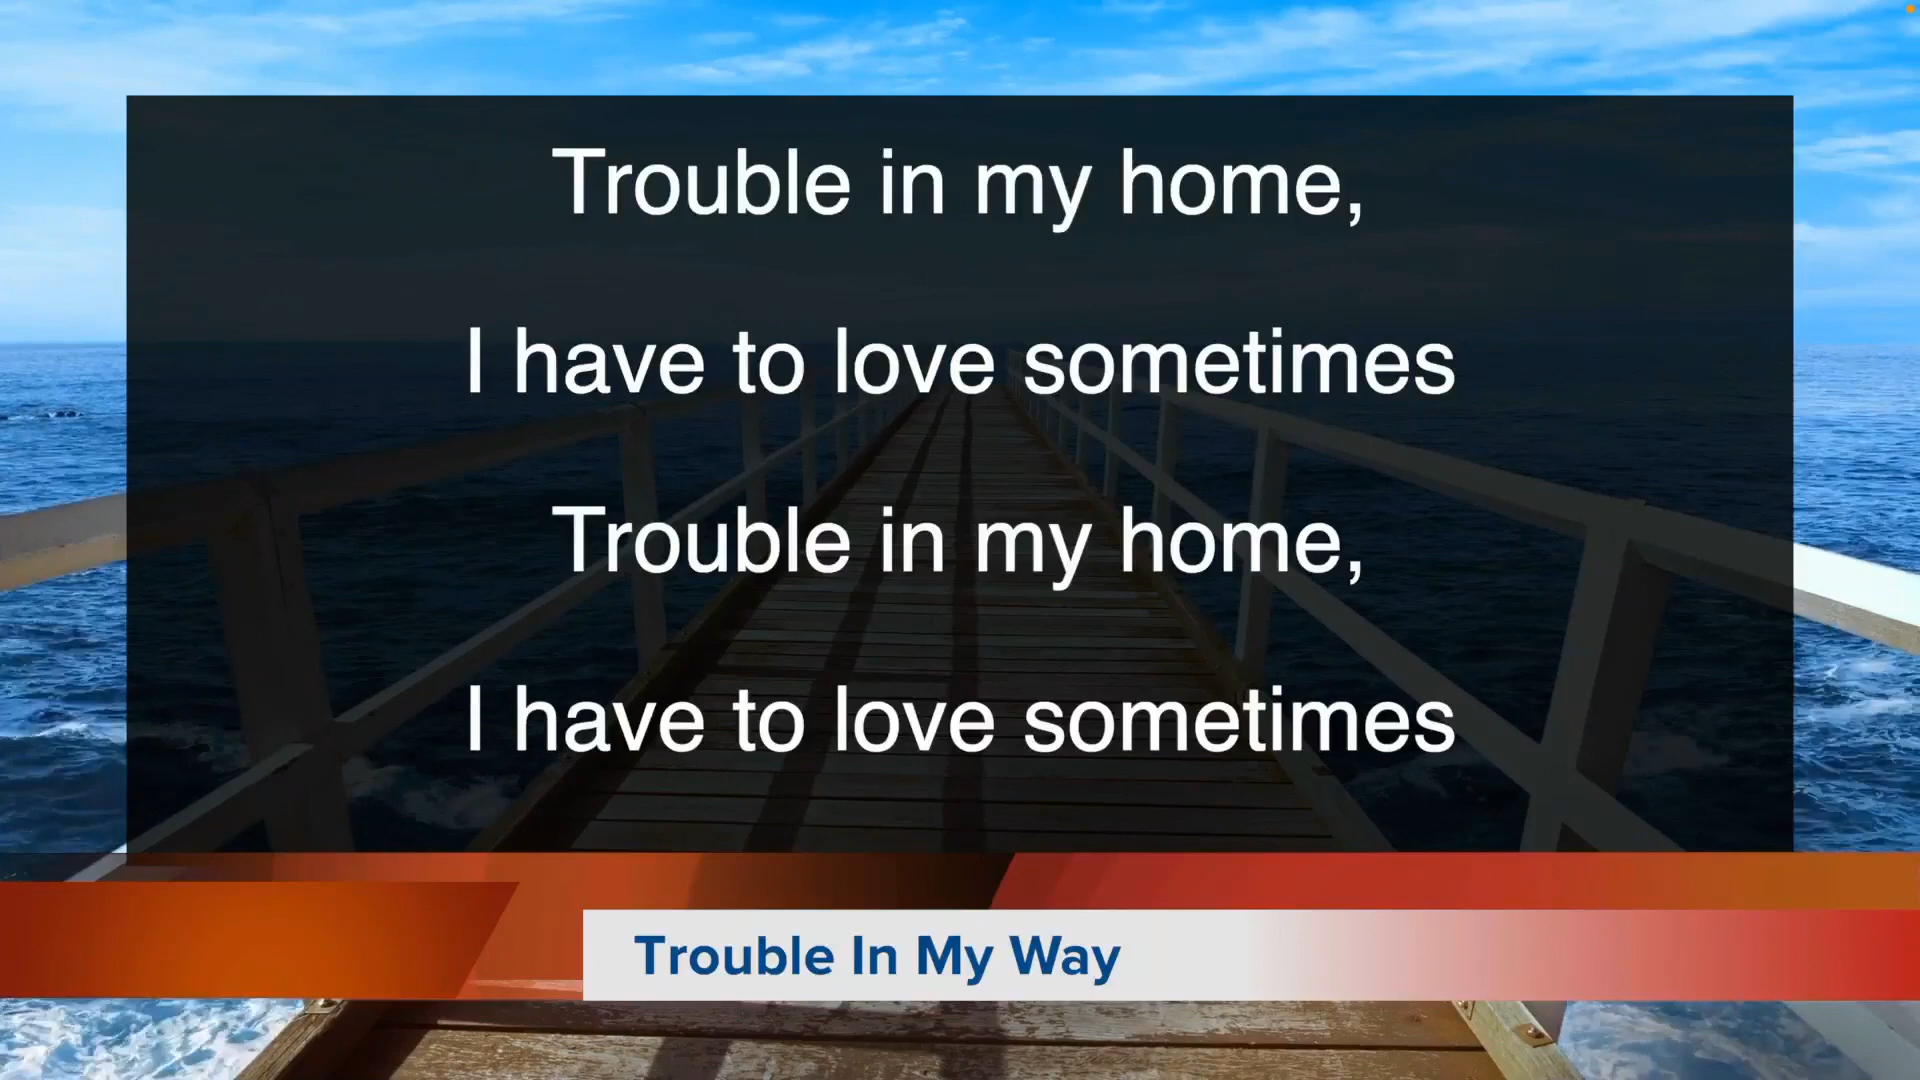 Trouble in my home,
I have to love sometimes
Trouble in my home,
I have to love sometimes
Trouble In My Way